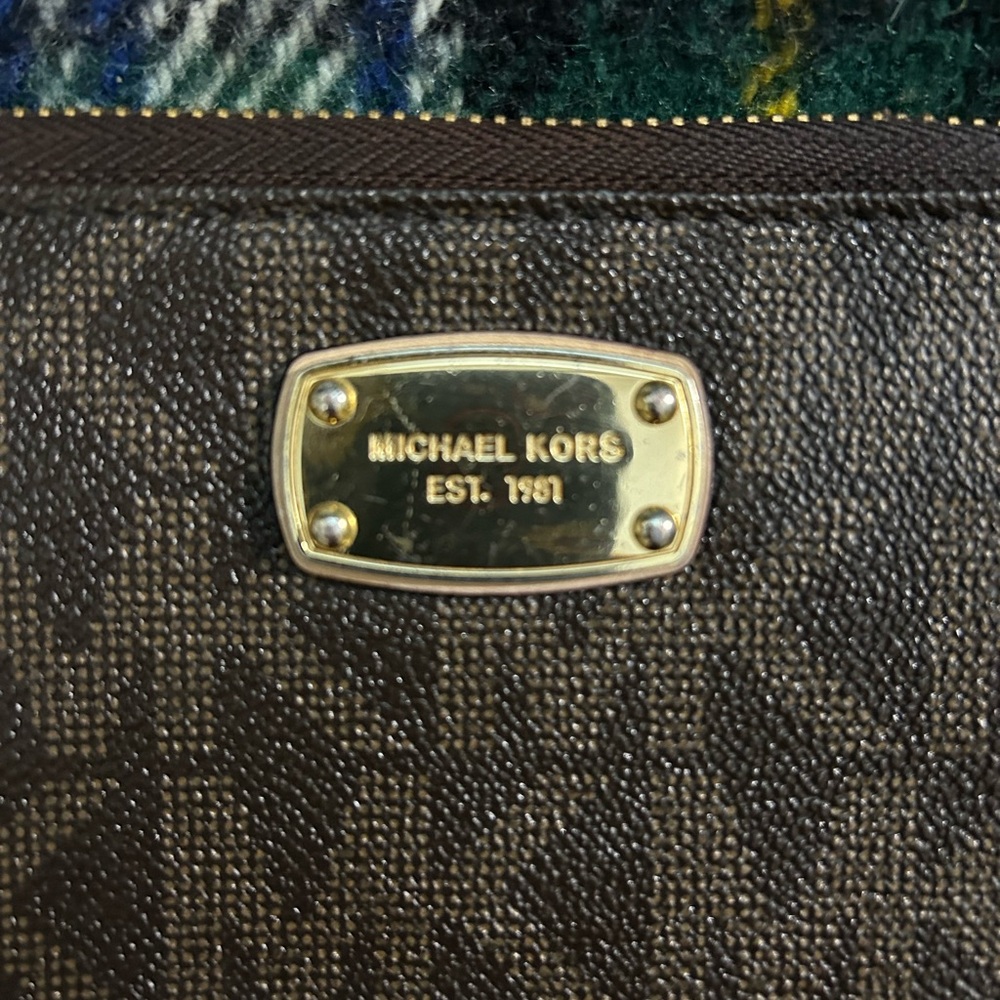 MICHAEL KORS
EST. 1981